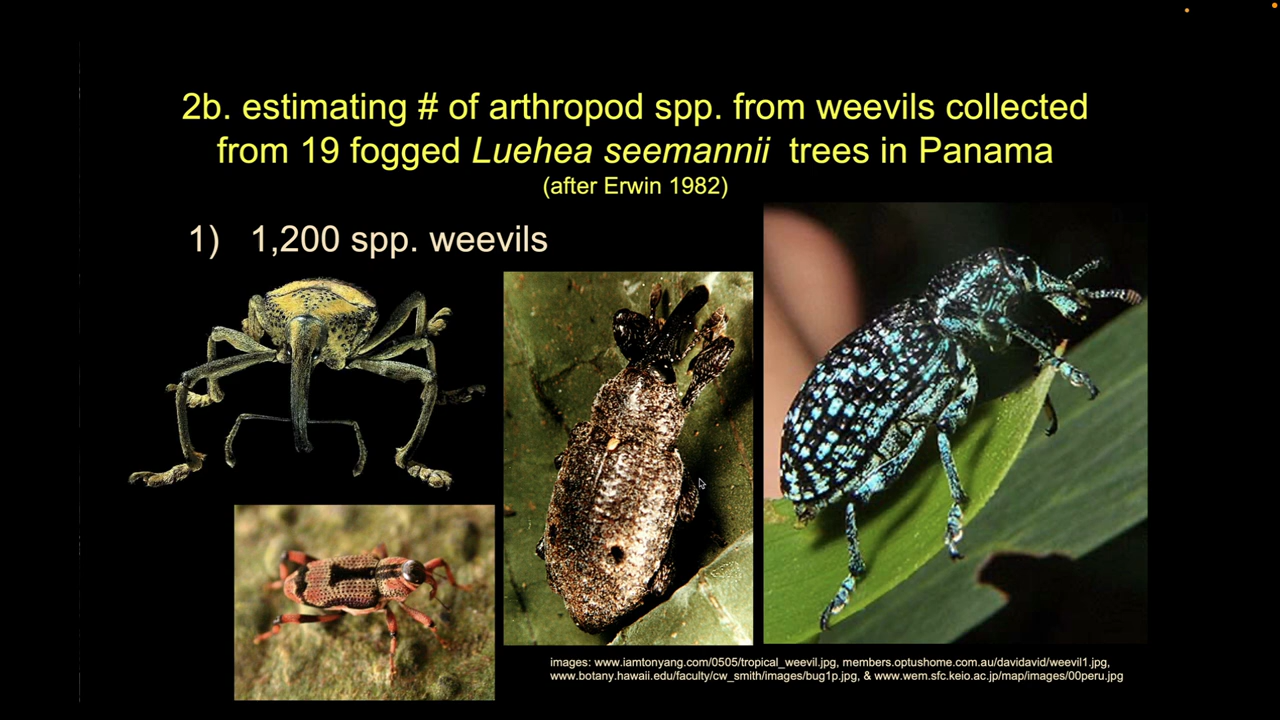 2b. estimating # of arthropod spp. from weevils collected
from 19 fogged Luehea seemannii trees in Panama
(after Erwin 1982)
1) 1,200 spp. weevils
images: www.iamtonyang.com/0505/tropical_weevil.jpg, members.optushome.com.au/davidavid/weevil1.jpg,
www.botany.hawaii.edu/faculty/cw_smith/images/bug1p.jpg, & www.wem.sfc.keio.ac.jp/map/images/00peru.jpg